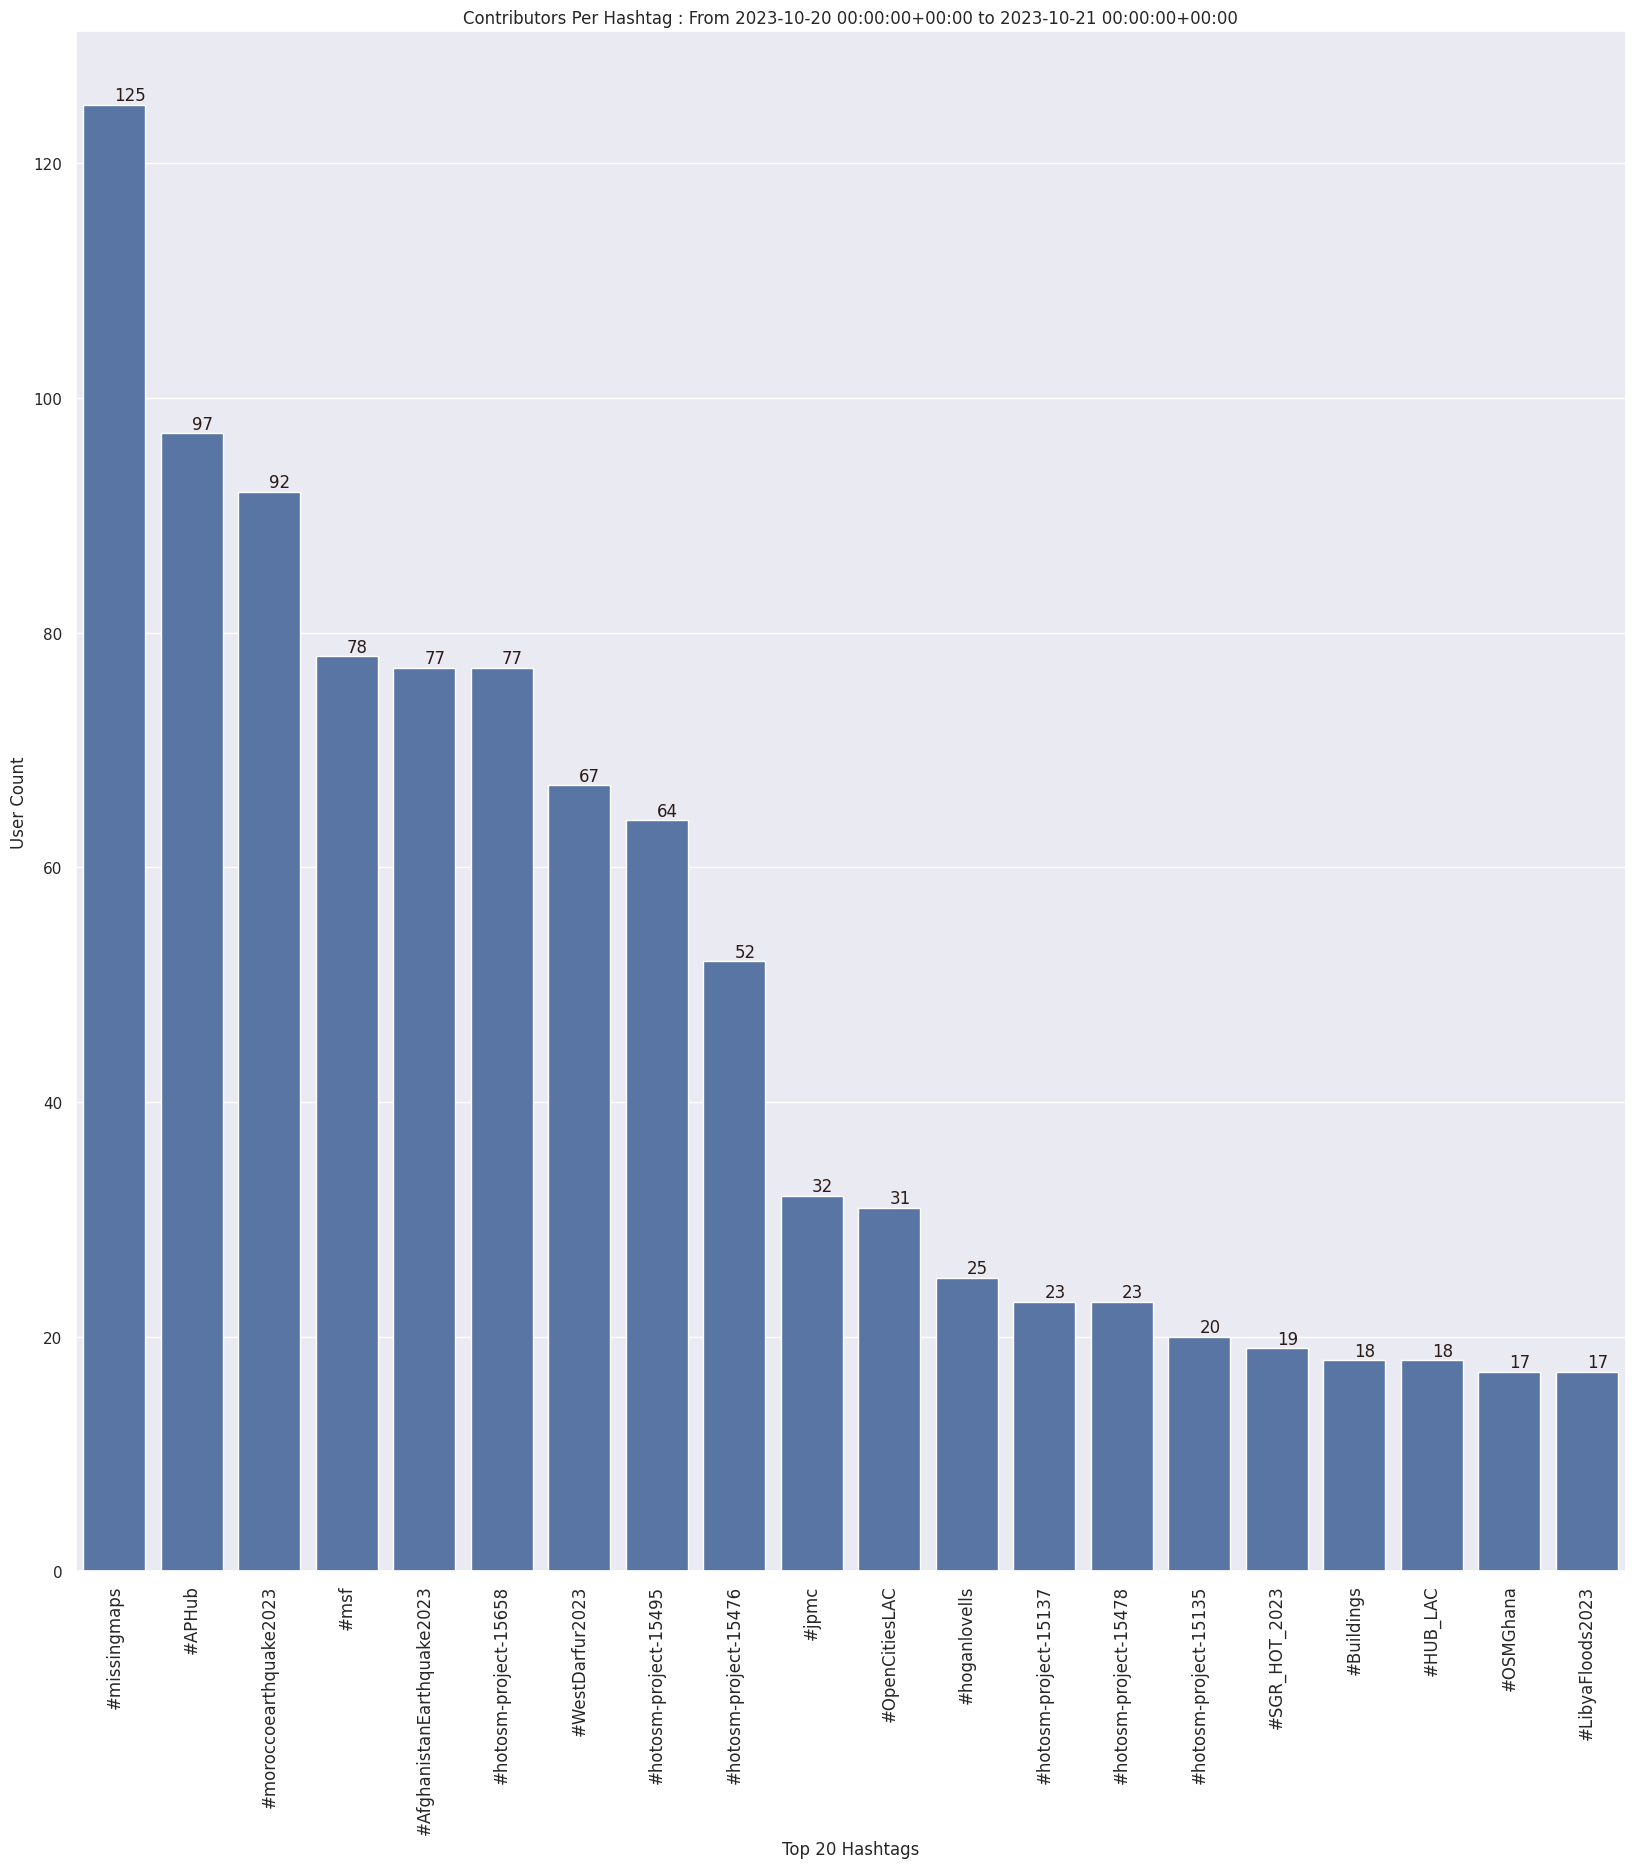 Contributors Per Hashtag : From 2023-10-20 00:00:00+00:00 to 2023-10-21 00:00:00+00:00
User Count
120
100
80
60
40
20
0
125
97
92
78
77
77
67
64
52
32
31
25
23
23
20
19
18
18
17
17
#missingmaps
#APHub
#moroccoearthquake2023
#msf
#AfghanistanEarthquake2023
#hotosm-project-15658
#WestDarfur2023
#hotosm-project-15495
#hotosm-project-15476
#jpmc
#OpenCitiesLAC
#hoganlovells
#hotosm-project-15137
#hotosm-project-15478
#hotosm-project-15135
#SGR_HOT_2023
#Buildings
#HUB_LAC
#OSMGhana
#LibyaFloods2023
Top 20 Hashtags